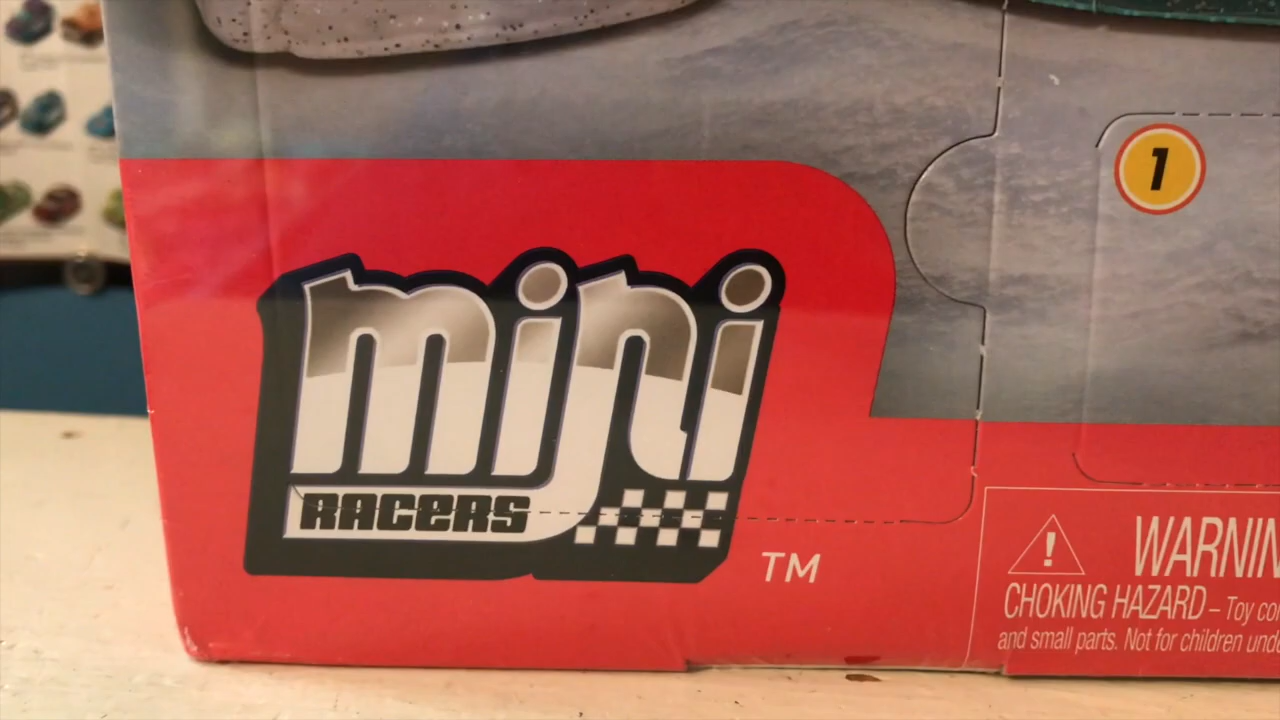 1
mini
RACERS
TM
WARNIN
CHOKING HAZARD – Toy co
and small parts. Not for children unde